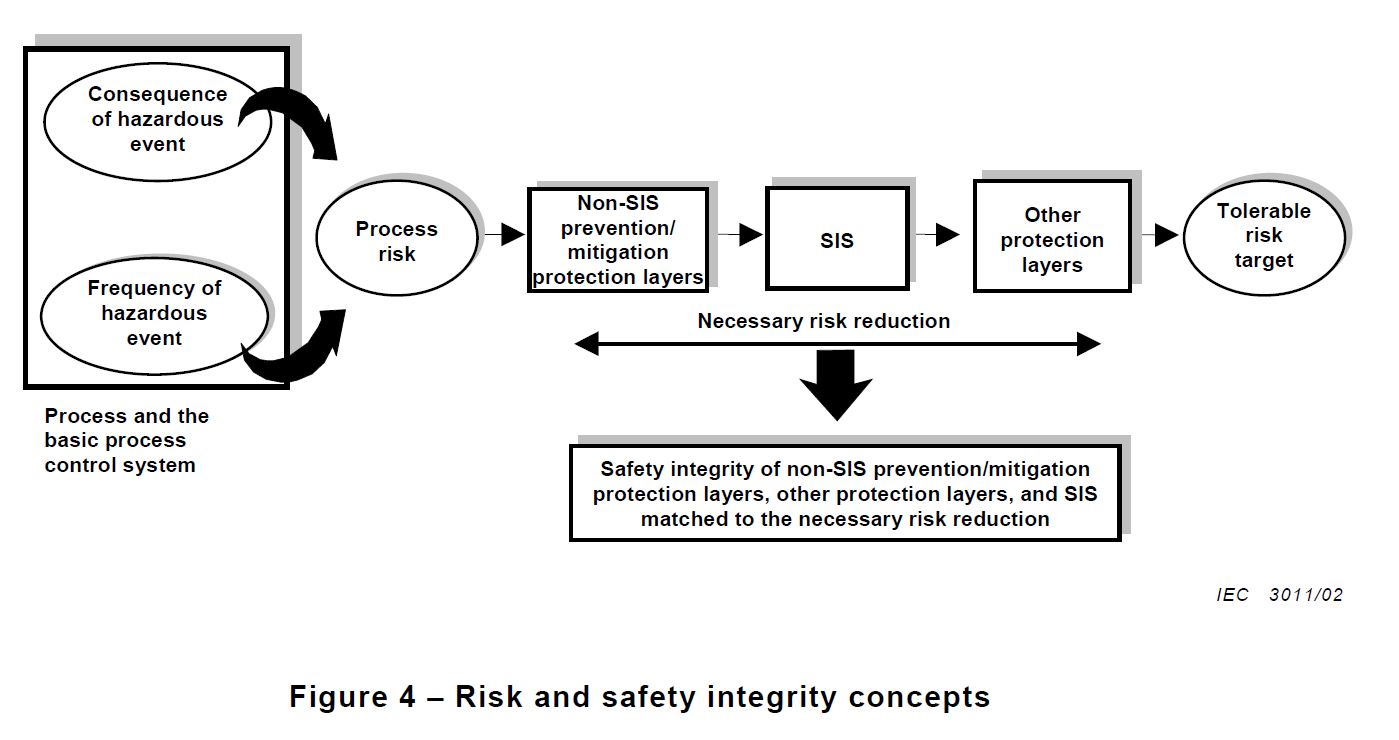 Consequence
of hazardous
event
Frequency of
hazardous
event
Process and the
basic process
control system
Process
risk
Non-SIS
prevention/
mitigation
protection layers
SIS
Other
protection
layers
Tolerable
risk
target
Necessary risk reduction
Safety integrity of non-SIS prevention/mitigation
protection layers, other protection layers, and SIS
matched to the necessary risk reduction
IEC 3011/02
Figure 4 – Risk and safety integrity concepts